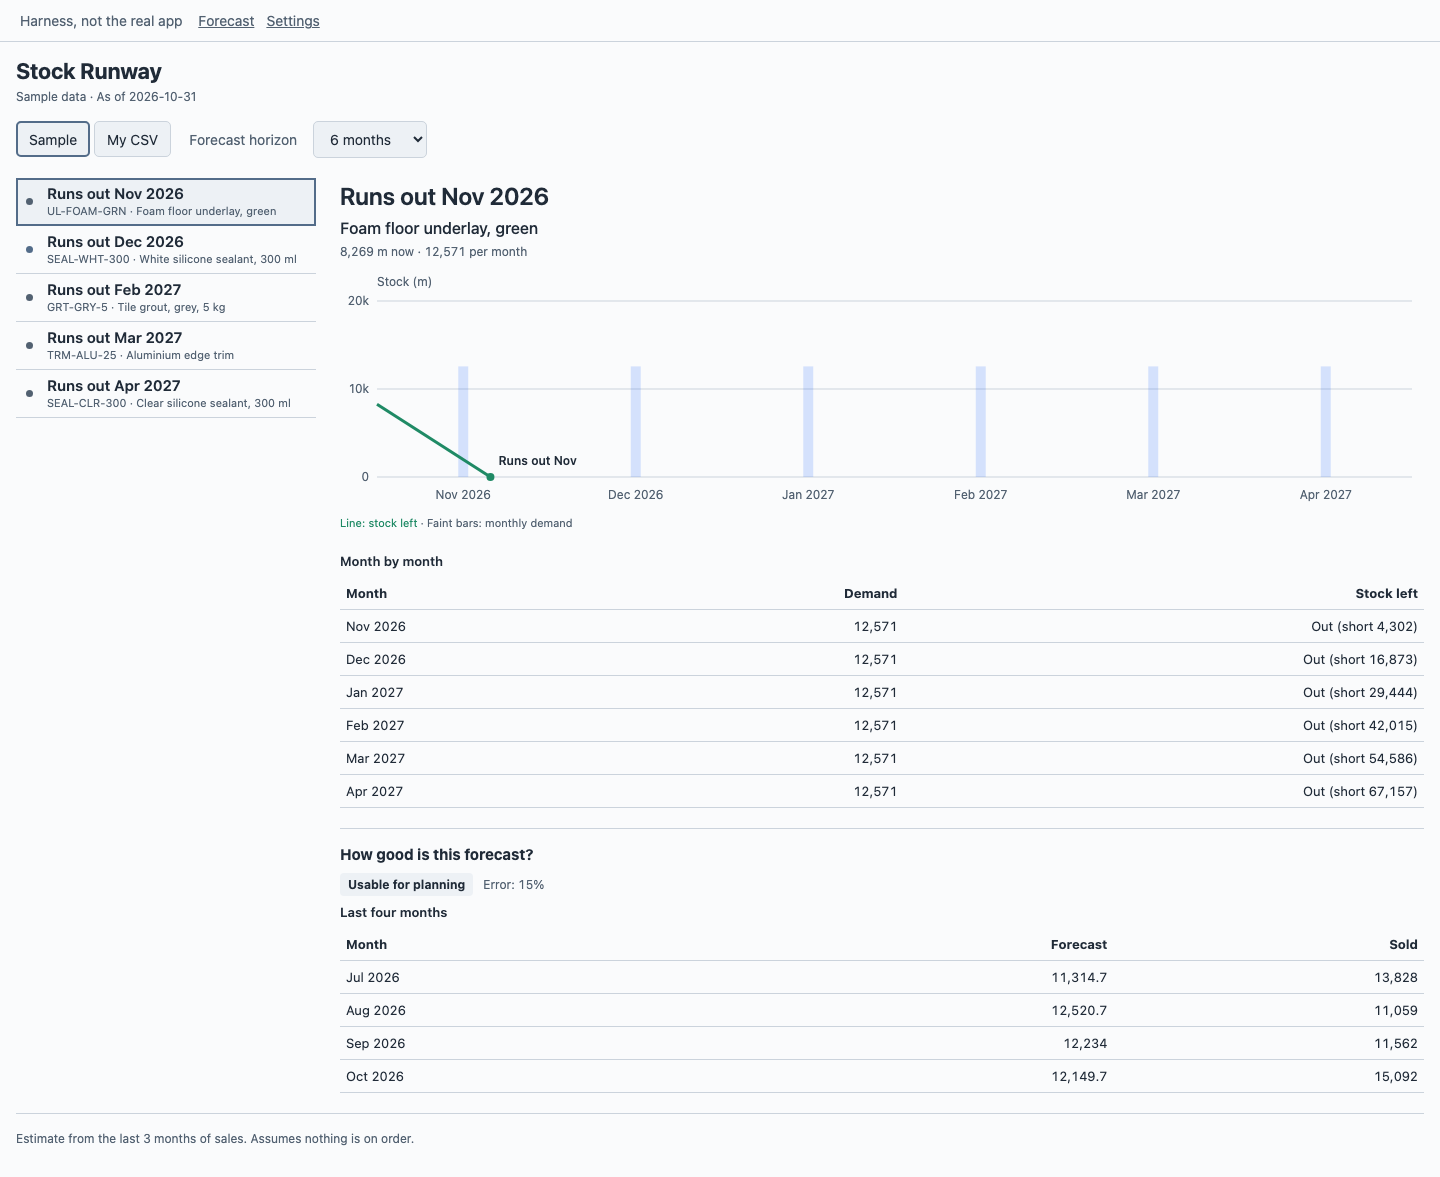 Harness, not the real app Forecast Settings
Stock Runway
Sample data · As of 2026-10-31
Sample My CSV Forecast horizon 6 months
Runs out Nov 2026
UL-FOAM-GRN · Foam floor underlay, green
Runs out Dec 2026
SEAL-WHT-300 · White silicone sealant, 300 ml
Runs out Feb 2027
GRT-GRY-5 · Tile grout, grey, 5 kg
Runs out Mar 2027
TRM-ALU-25 · Aluminium edge trim
Runs out Apr 2027
SEAL-CLR-300 · Clear silicone sealant, 300 ml
Runs out Nov 2026
Foam floor underlay, green
8,269 m now · 12,571 per month
Stock (m)
20k
10k
Runs out Nov
0
Nov 2026 Dec 2026 Jan 2027 Feb 2027 Mar 2027 Apr 2027
Line: stock left · Faint bars: monthly demand
Month by month
Month Demand Stock left
Nov 2026 12,571 Out (short 4,302)
Dec 2026 12,571 Out (short 16,873)
Jan 2027 12,571 Out (short 29,444)
Feb 2027 12,571 Out (short 42,015)
Mar 2027 12,571 Out (short 54,586)
Apr 2027 12,571 Out (short 67,157)
How good is this forecast?
Usable for planning Error: 15%
Last four months
Month Forecast Sold
Jul 2026 11,314.7 13,828
Aug 2026 12,520.7 11,059
Sep 2026 12,234 11,562
Oct 2026 12,149.7 15,092
Estimate from the last 3 months of sales. Assumes nothing is on order.